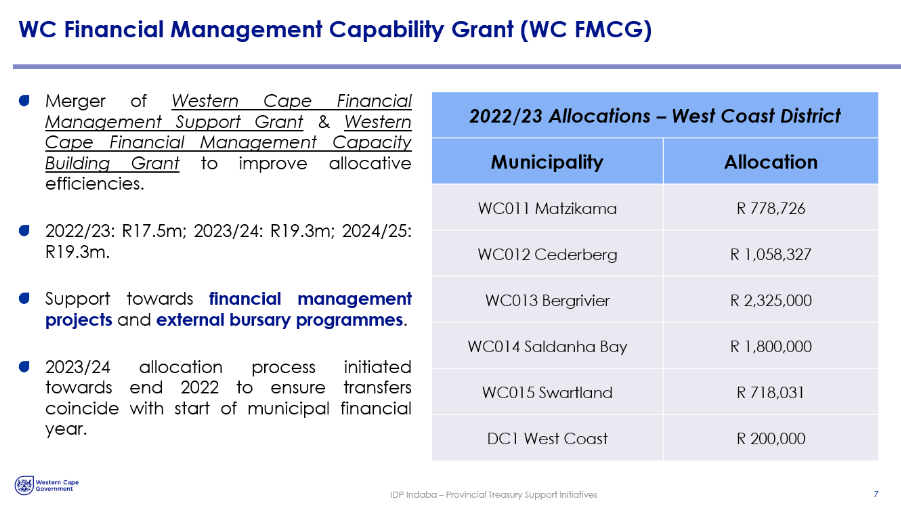 WC Financial Management Capability Grant (WC FMCG)
Merger of Western Cape Financial
Management Support Grant & Western
Cape Financial Management Capacity
Building Grant to improve allocative
efficiencies.
2022/23: R17.5m; 2023/24: R19.3m; 2024/25:
R19.3m.
Support towards financial management
projects and external bursary programmes.
2023/24 allocation process initiated
towards end 2022 to ensure transfers
coincide with start of municipal financial
year.
2022/23 Allocations – West Coast District
Municipality Allocation
WC011 Matzikama R 778,726
WC012 Cederberg R 1,058,327
WC013 Bergrivier R 2,325,000
WC014 Saldanha Bay R 1,800,000
WC015 Swartland R 718,031
DC1 West Coast R 200,000
Western Cape
Government
IDP Indaba – Provincial Treasury Support Initiatives
7